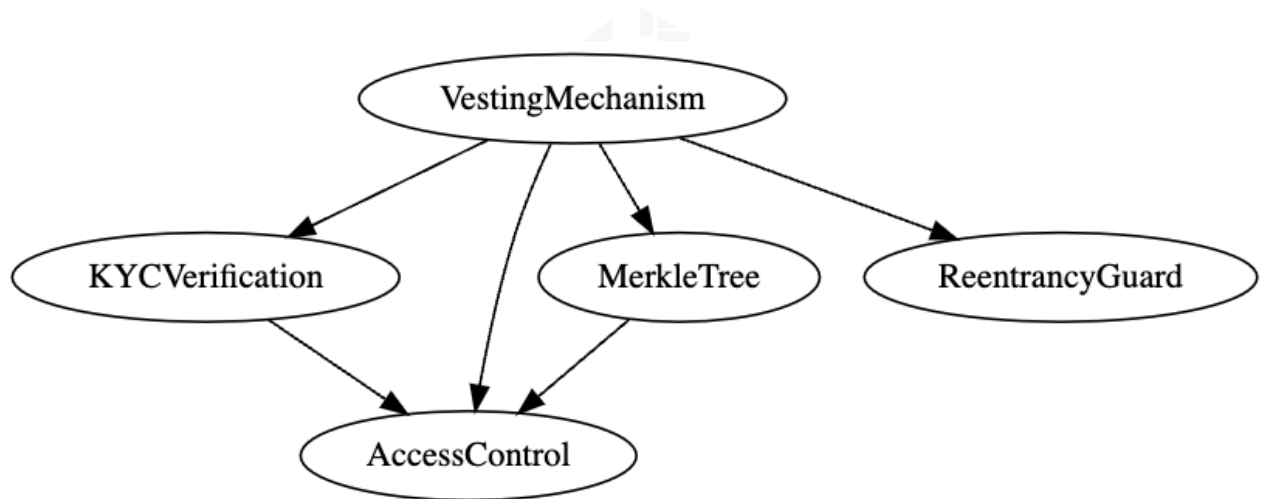 VestingMechanism
KYCVerification
MerkleTree
ReentrancyGuard
AccessControl